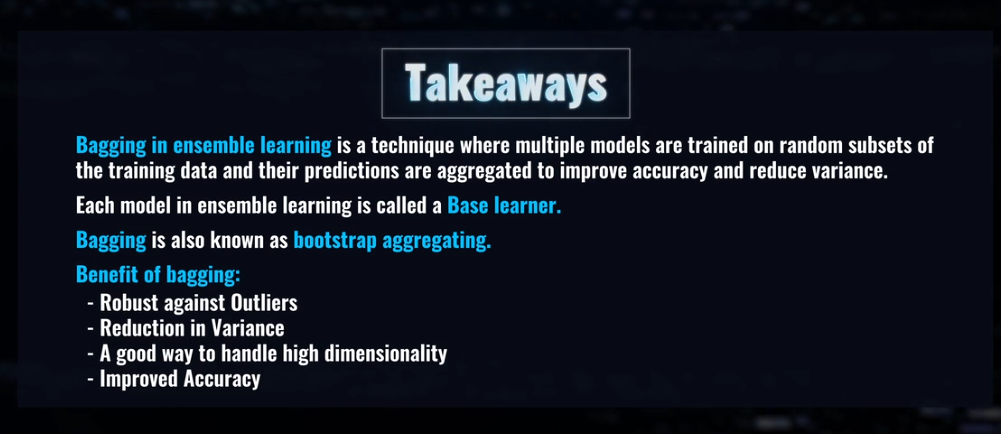 Takeaways
Bagging in ensemble learning is a technique where multiple models are trained on random subsets of
the training data and their predictions are aggregated to improve accuracy and reduce variance.
Each model in ensemble learning is called a Base learner.
Bagging is also known as bootstrap aggregating.
Benefit of bagging:
- Robust against Outliers
- Reduction in Variance
- A good way to handle high dimensionality
- Improved Accuracy